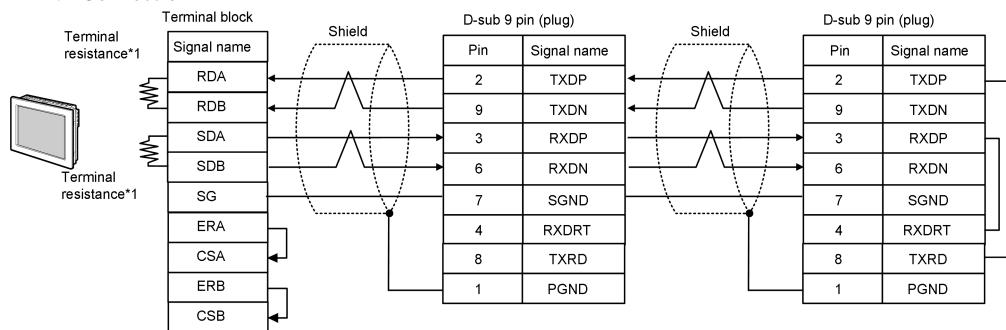 Terminal block
D-sub 9 pin (plug)
D-sub 9 pin (plug)
Terminal
resistance*1
Shield
Shield
Signal name
Pin Signal name
Pin Signal name
RDA
2 TXDP
2 TXDP
RDB
9 TXDN
9 TXDN
SDA
3 RXDP
3 RXDP
SDB
6 RXDN
6 RXDN
Terminal
resistance*1
SG
7 SGND
7 SGND
ERA
4 RXDRT
4 RXDRT
CSA
8 TXRD
8 TXRD
ERB
1 PGND
1 PGND
CSB